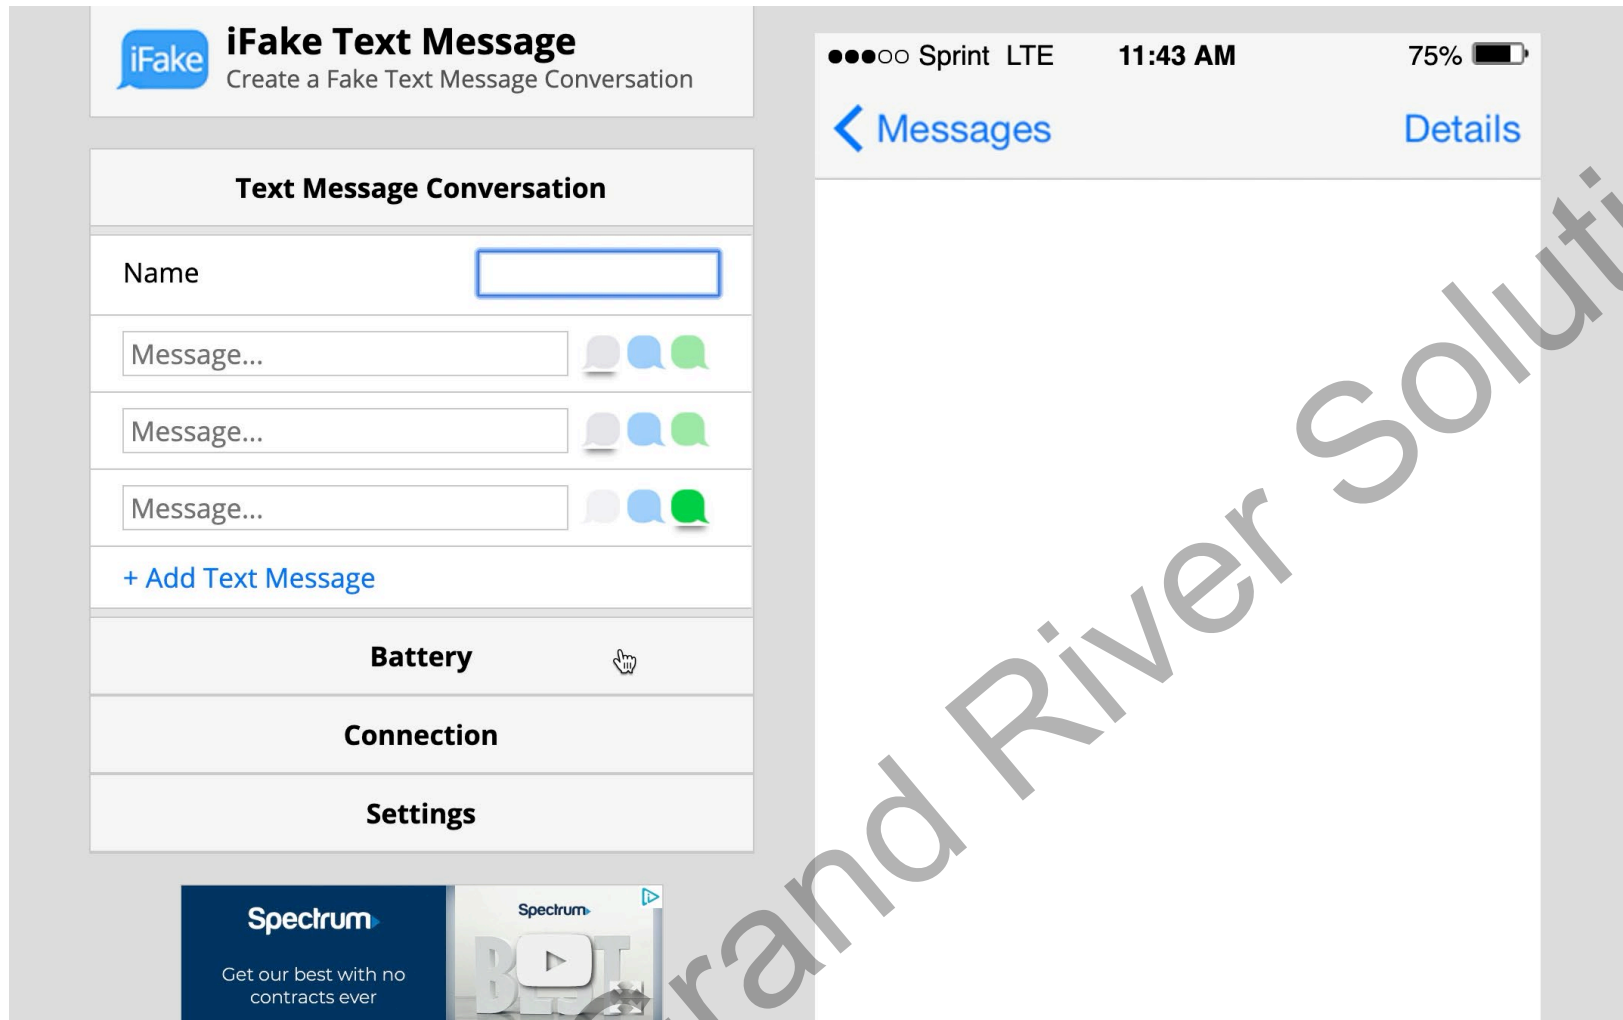 iFake
iFake Text Message
Create a Fake Text Message Conversation
Text Message Conversation
Name
Message...
Message...
Message...
+ Add Text Message
Battery
Connection
Settings
Spectrum
Get our best with no
contracts ever
Spectrum
BEST
Sprint LTE 11:43 AM 75%
Messages Details
rand River Soluti